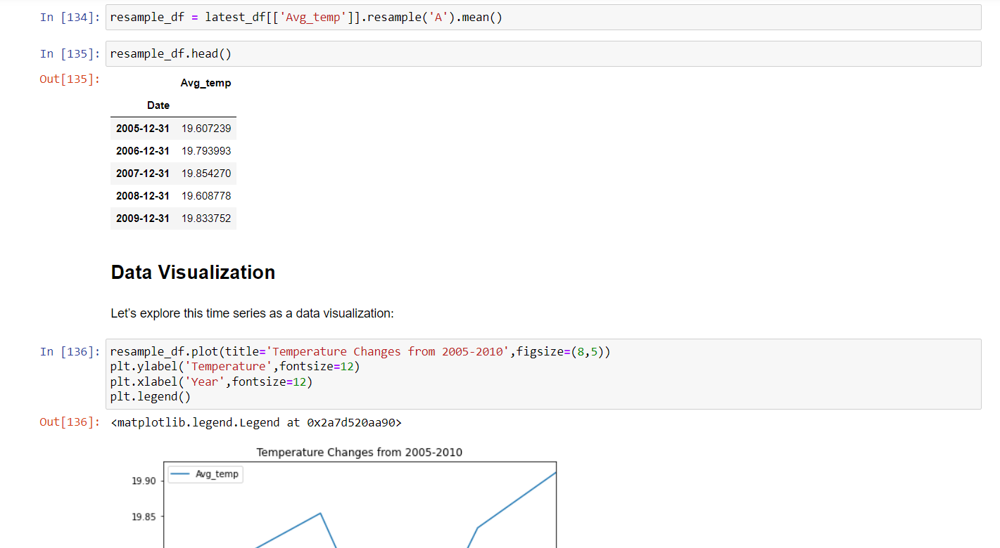 In [134]: resample_df = latest_df[['Avg_temp']].resample('A').mean()
In [135]: resample_df.head()
Out[135]:
Avg_temp
Date
2005-12-31 19.607239
2006-12-31 19.793993
2007-12-31 19.854270
2008-12-31 19.608778
2009-12-31 19.833752
Data Visualization
Let’s explore this time series as a data visualization:
In [136]: resample_df.plot(title='Temperature Changes from 2005-2010',figsize=(8,5))
plt.ylabel('Temperature',fontsize=12)
plt.xlabel('Year',fontsize=12)
plt.legend()
Out[136]: <matplotlib.legend.Legend at 0x2a7d520aa90>
Temperature Changes from 2005-2010
Avg_temp
19.90
19.85